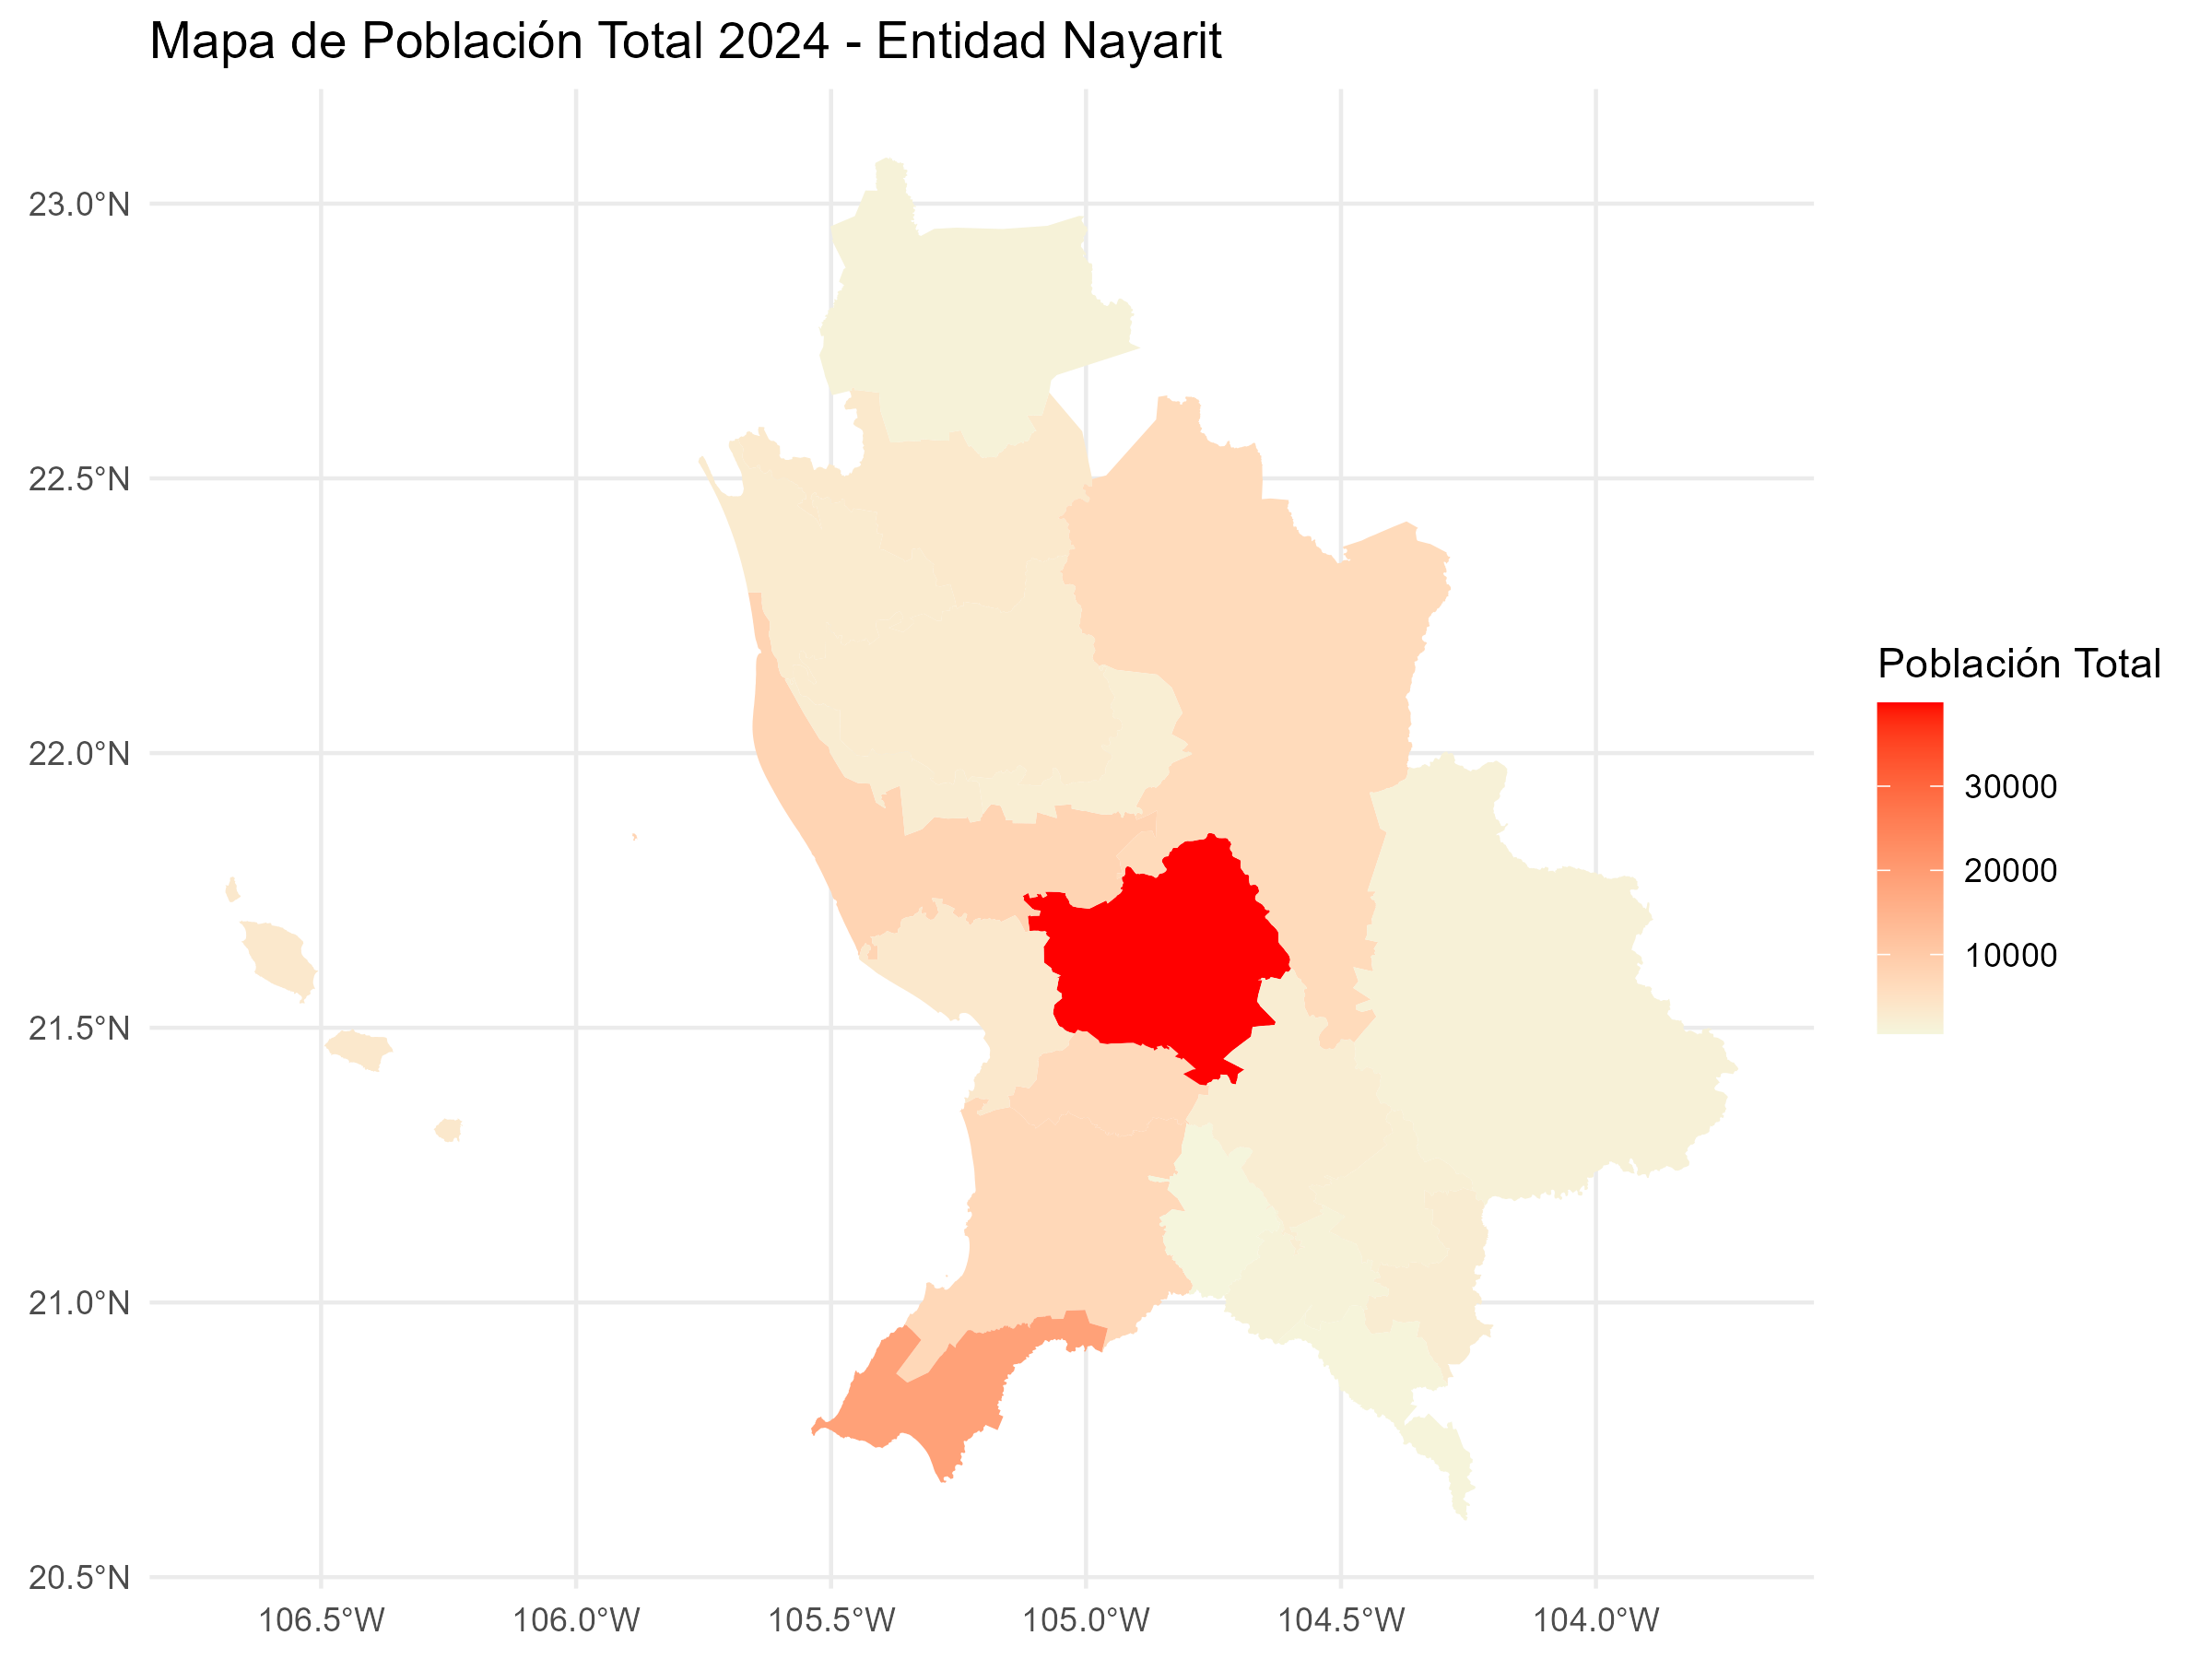 Mapa de Población Total 2024 - Entidad Nayarit
23.0°N
22.5°N
22.0°N
21.5°N
21.0°N
20.5°N
106.5°W
106.0°W
105.5°W
105.0°W
104.5°W
104.0°W
Población Total
30000
20000
10000